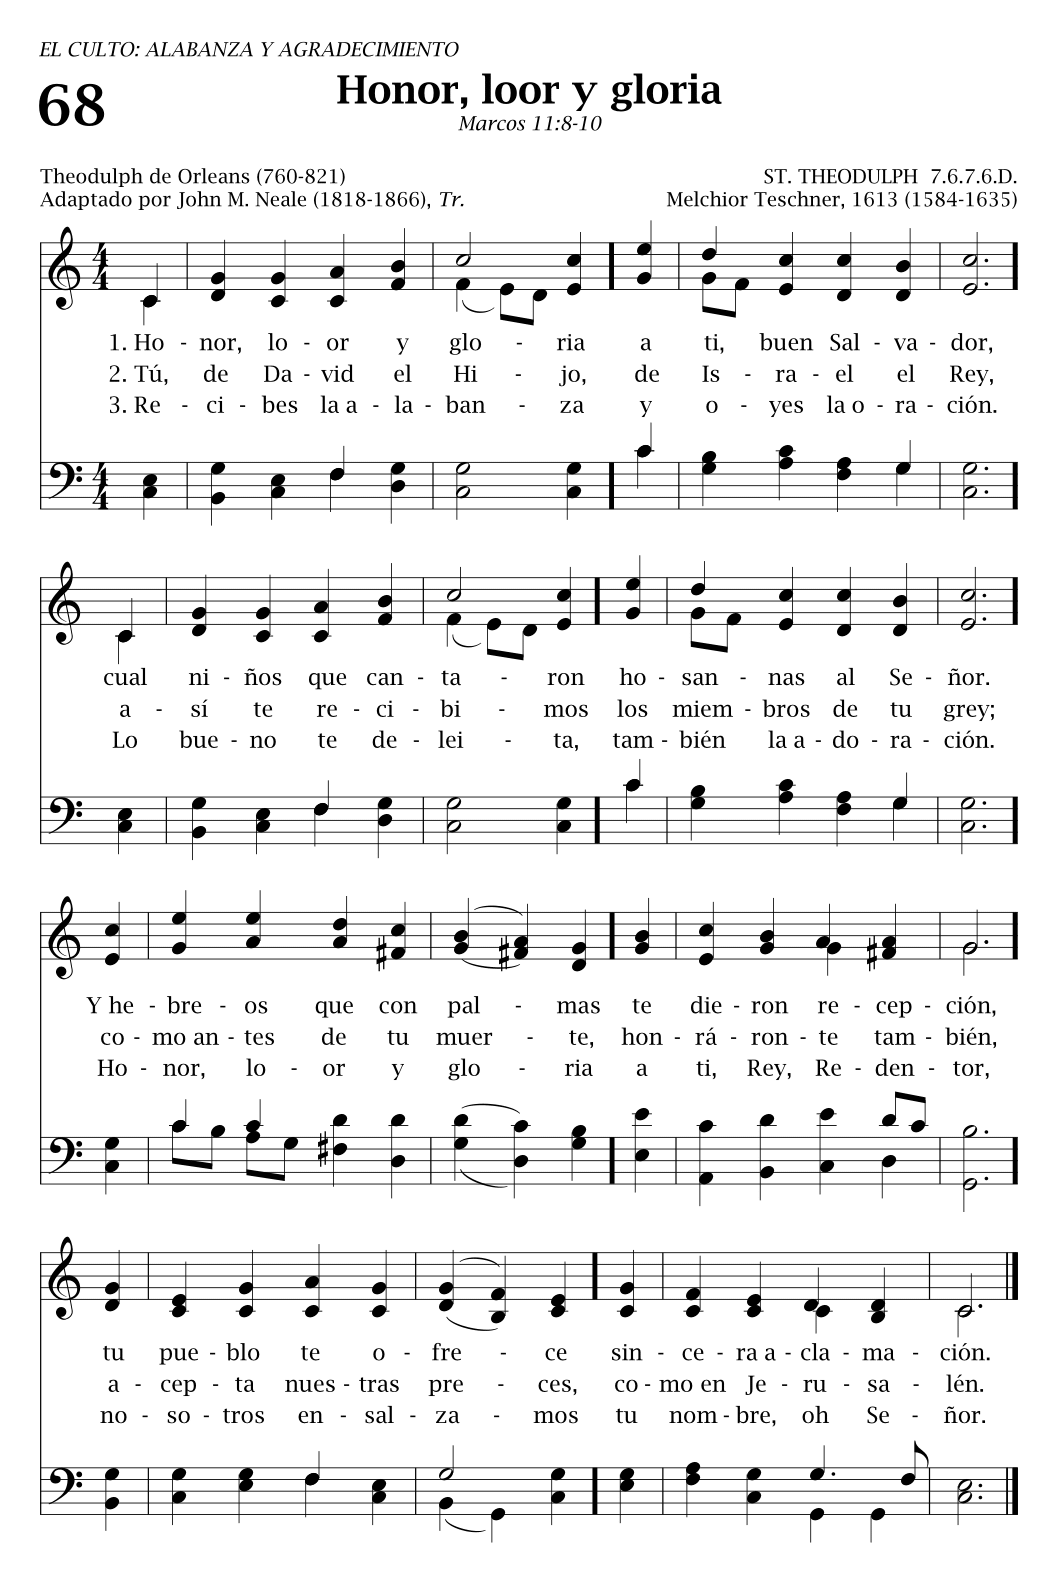 EL CULTO: ALABANZA Y AGRADECIMIENTO
68 Honor, loor y gloria
Marcos 11:8-10
Theodulph de Orleans (760-821) ST. THEODULPH 7.6.7.6.D.
Adaptado por John M. Neale (1818-1866), Tr. Melchior Teschner, 1613 (1584-1635)
1. Ho - nor, lo - or y glo - ria a ti, buen Sal - va - dor,
2. Tú, de Da - vid el Hi - jo, de Is - ra - el el Rey,
3. Re - ci - bes la a - la - ban - za y o - yes la o - ra - ción.
cual ni - ños que can - ta - ron ho - san - nas al Se - ñor.
a - sí te re - ci - bi - mos los miem - bros de tu grey;
Lo bue - no te de - lei - ta, tam - bién la a - do - ra - ción.
Y he - bre - os que con pal - mas te die - ron re - cep - ción,
co - mo an - tes de tu muer - te, hon - rá - ron - te tam - bién,
Ho - nor, lo - or y glo - ria a ti, Rey, Re - den - tor,
tu pue - blo te o - fre - ce sin - ce - ra a - cla - ma - ción.
a - cep - ta nues - tras pre - ces, co - mo en Je - ru - sa - lén.
no - so - tros en - sal - za - mos tu nom - bre, oh Se - ñor.